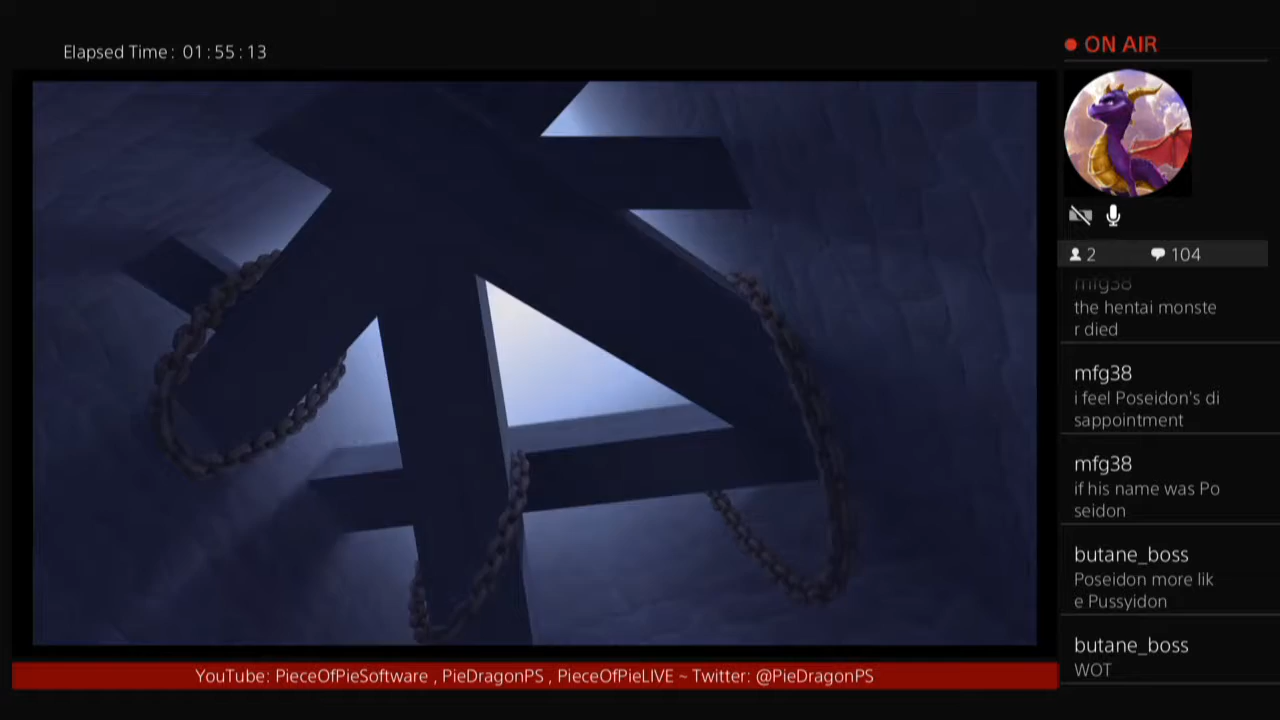 Elapsed Time: 01:55:13
ON AIR
2 104
mfg38
the hentai monste
r died
mfg38
i feel Poseidon's di
sappointment
mfg38
if his name was Po
seidon
butane_boss
Poseidon more lik
e Pussyidon
butane_boss
WOT
YouTube: PieceOfPieSoftware , PieDragonPS , PieceOfPieLIVE ~ Twitter: @PieDragonPS